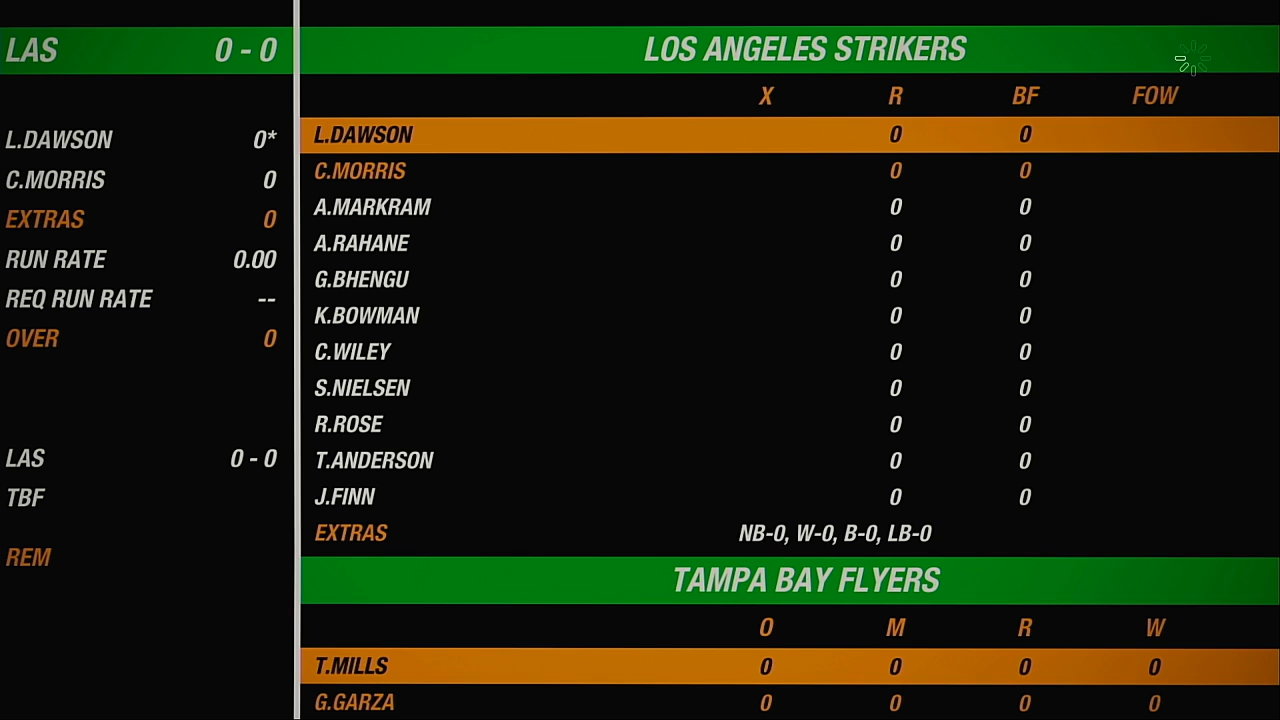 LAS 0 - 0
L.DAWSON 0*
C.MORRIS 0
EXTRAS 0
RUN RATE 0.00
REQ RUN RATE --
OVER 0
LAS 0 - 0
TBF
REM
LOS ANGELES STRIKERS
X R BF FOW
L.DAWSON 0 0
C.MORRIS 0 0
A.MARKRAM 0 0
A.RAHANE 0 0
G.BHENGU 0 0
K.BOWMAN 0 0
C.WILEY 0 0
S.NIELSEN 0 0
R.ROSE 0 0
T.ANDERSON 0 0
J.FINN 0 0
EXTRAS NB-0, W-0, B-0, LB-0
TAMPA BAY FLYERS
O M R W
T.MILLS 0 0 0 0
G.GARZA 0 0 0 0